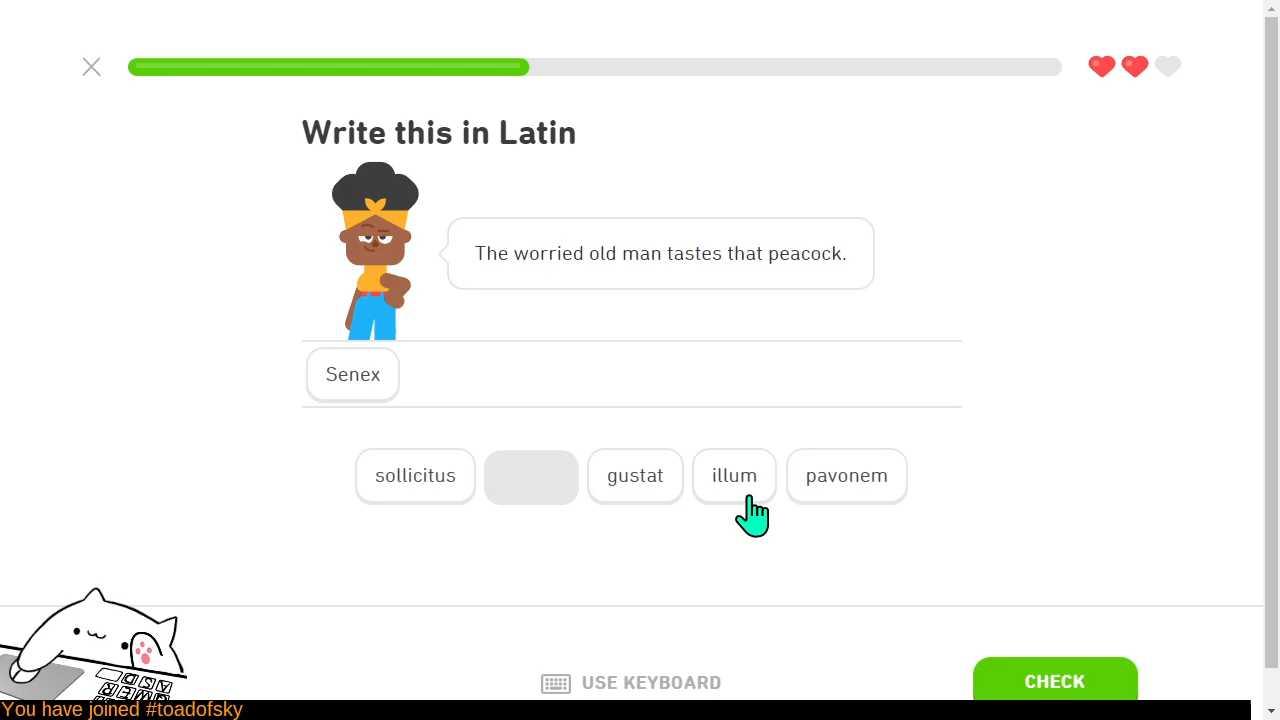 Write this in Latin
The worried old man tastes that peacock.
Senex
sollicitus gustat illum pavonem
USE KEYBOARD
CHECK
You have joined #toadofsky